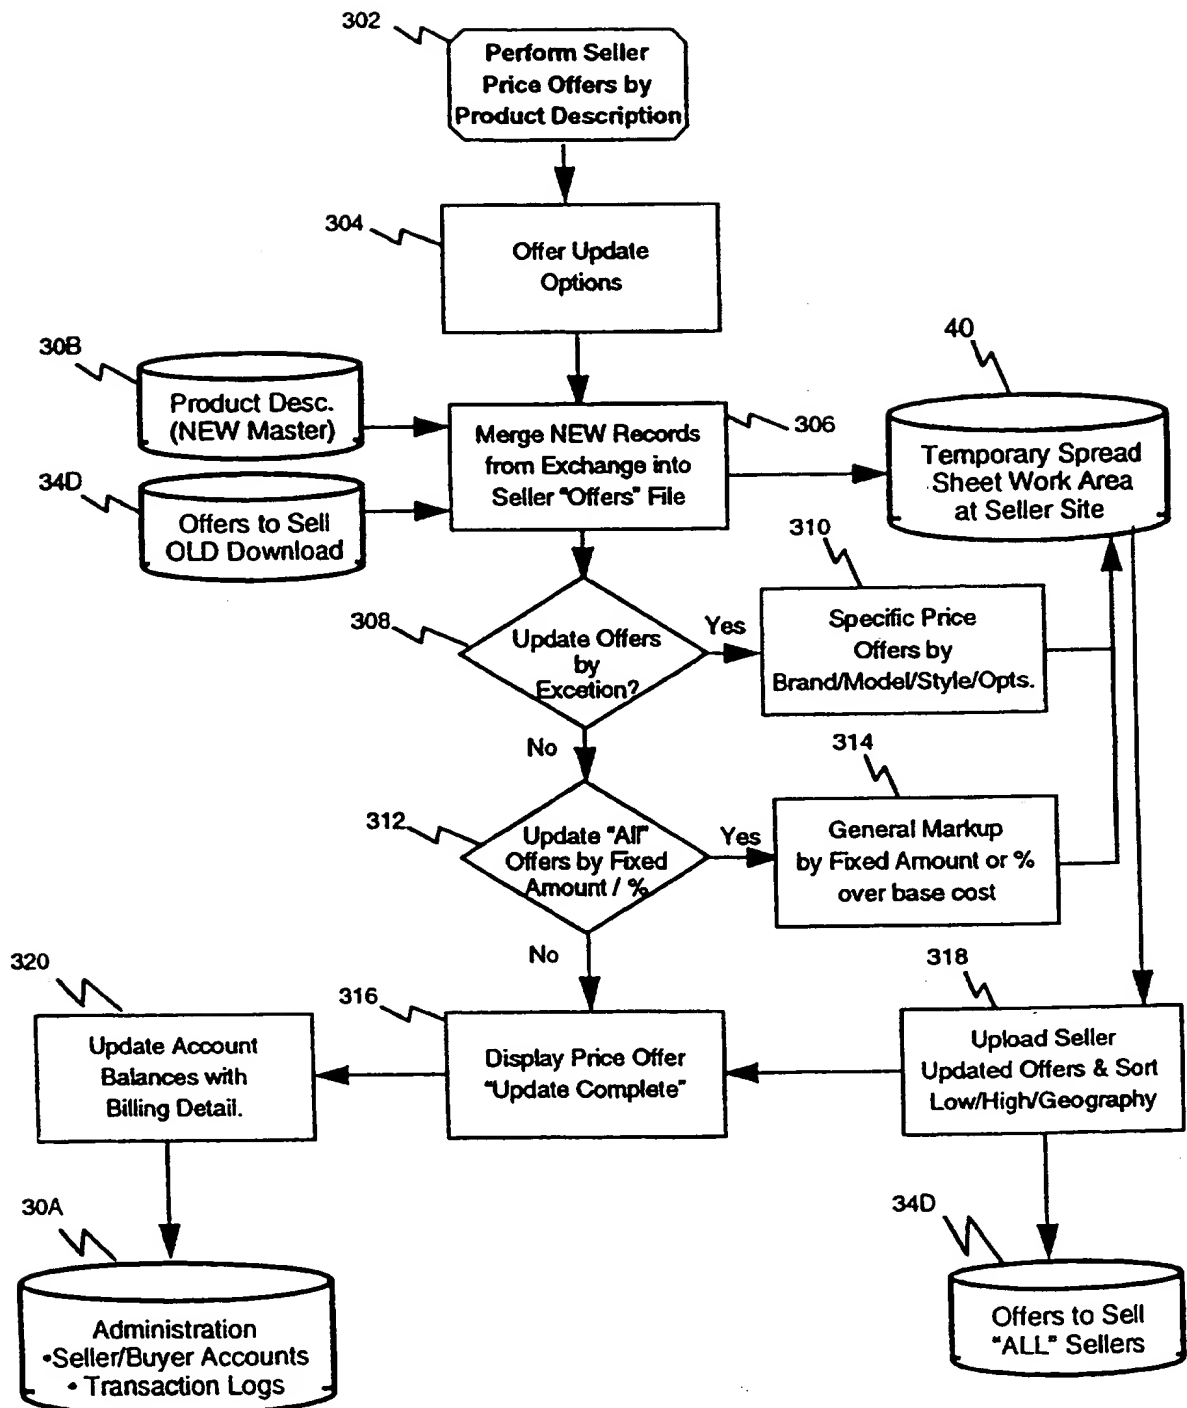 302
Perform Seller
Price Offers by
Product Description
304
Offer Update
Options
30B
Product Desc.
(NEW Master)
34D
Offers to Sell
OLD Download
Merge NEW Records
from Exchange into
Seller "Offers" File
306
40
Temporary Spread
Sheet Work Area
at Seller Site
308
Update Offers
by
Excetion?
Yes
310
Specific Price
Offers by
Brand/Model/Style/Opts.
No
312
Update "All"
Offers by Fixed
Amount / %
Yes
314
General Markup
by Fixed Amount or %
over base cost
No
320
Update Account
Balances with
Billing Detail.
316
Display Price Offer
"Update Complete"
318
Upload Seller
Updated Offers & Sort
Low/High/Geography
30A
Administration
•Seller/Buyer Accounts
• Transaction Logs
34D
Offers to Sell
"ALL" Sellers